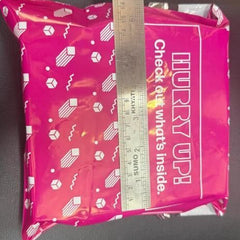 HURRY UP!
Check out what's inside.